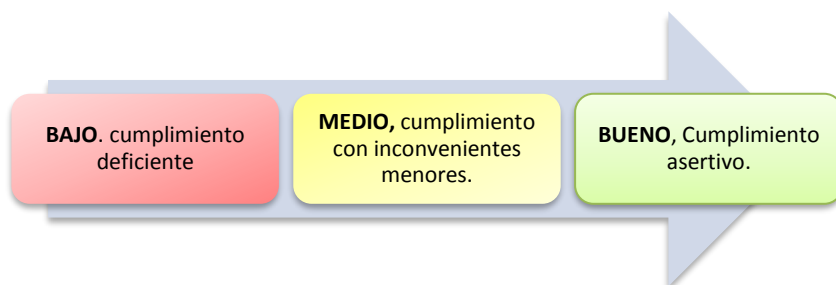 BAJO. cumplimiento
deficiente
MEDIO, cumplimiento
con inconvenientes
menores.
BUENO, Cumplimiento
asertivo.